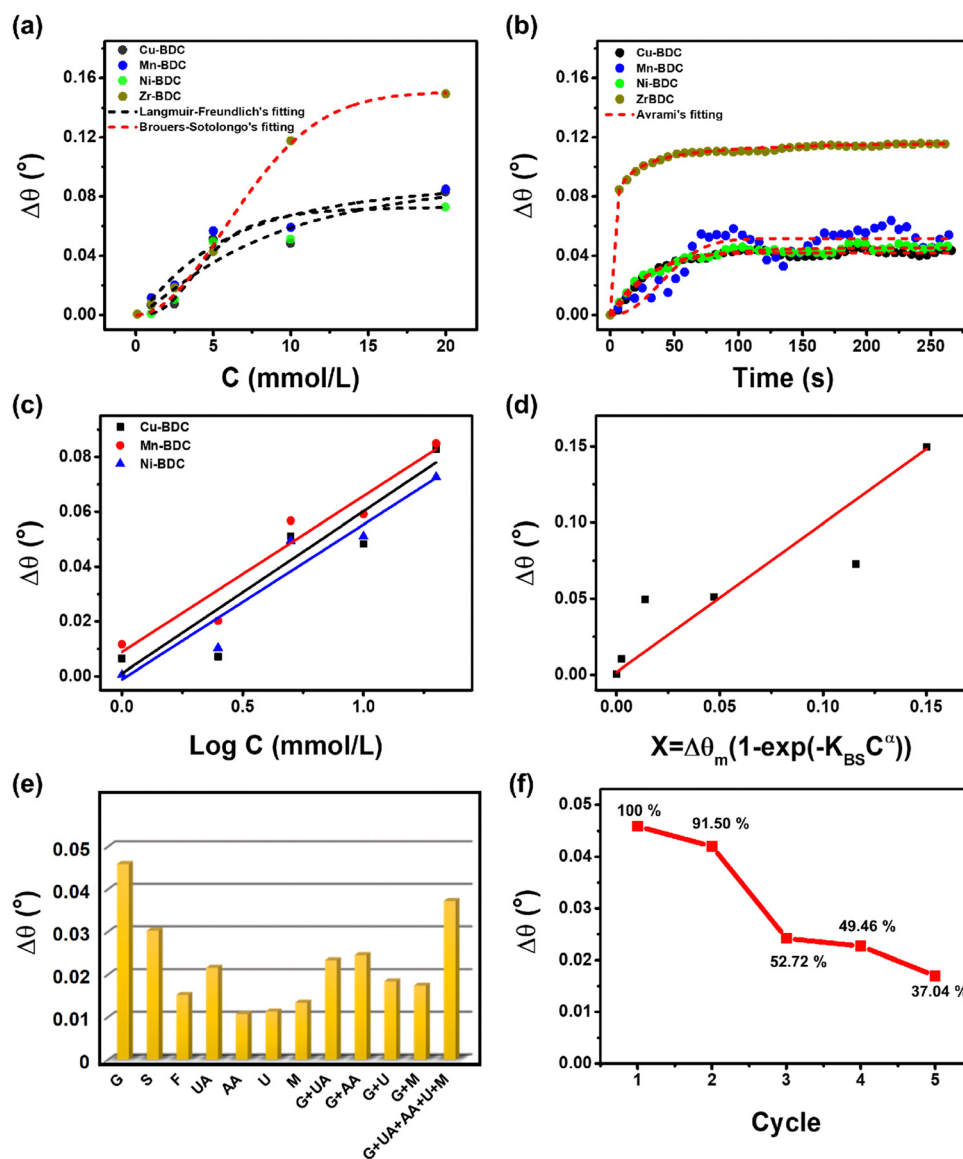 (a)
Cu-BDC
Mn-BDC
Ni-BDC
Zr-BDC
Langmuir-Freundlich's fitting
Brouers-Sotolongo's fitting
0.16
0.12
0.08
0.04
0.00
Δθ (°)
0 5 10 15 20
C (mmol/L)
(b)
Cu-BDC
Mn-BDC
Ni-BDC
ZrBDC
Avrami's fitting
0.16
0.12
0.08
0.04
0.00
Δθ (°)
0 50 100 150 200 250
Time (s)
(c)
Cu-BDC
Mn-BDC
Ni-BDC
0.08
0.06
0.04
0.02
0.00
Δθ (°)
0.0 0.5 1.0
Log C (mmol/L)
(d)
0.15
0.10
0.05
0.00
Δθ (°)
0.00 0.05 0.10 0.15
X=Δθₘ(1-exp(-K_BS C^α))
(e)
0.05
0.04
0.03
0.02
0.01
0
Δθ (°)
G S F UA AA U M G+UA G+AA G+U G+M G+UA+AA+U+M
(f)
0.05
0.04
0.03
0.02
0.01
0.00
Δθ (°)
100 %
91.50 %
52.72 %
49.46 %
37.04 %
1 2 3 4 5
Cycle